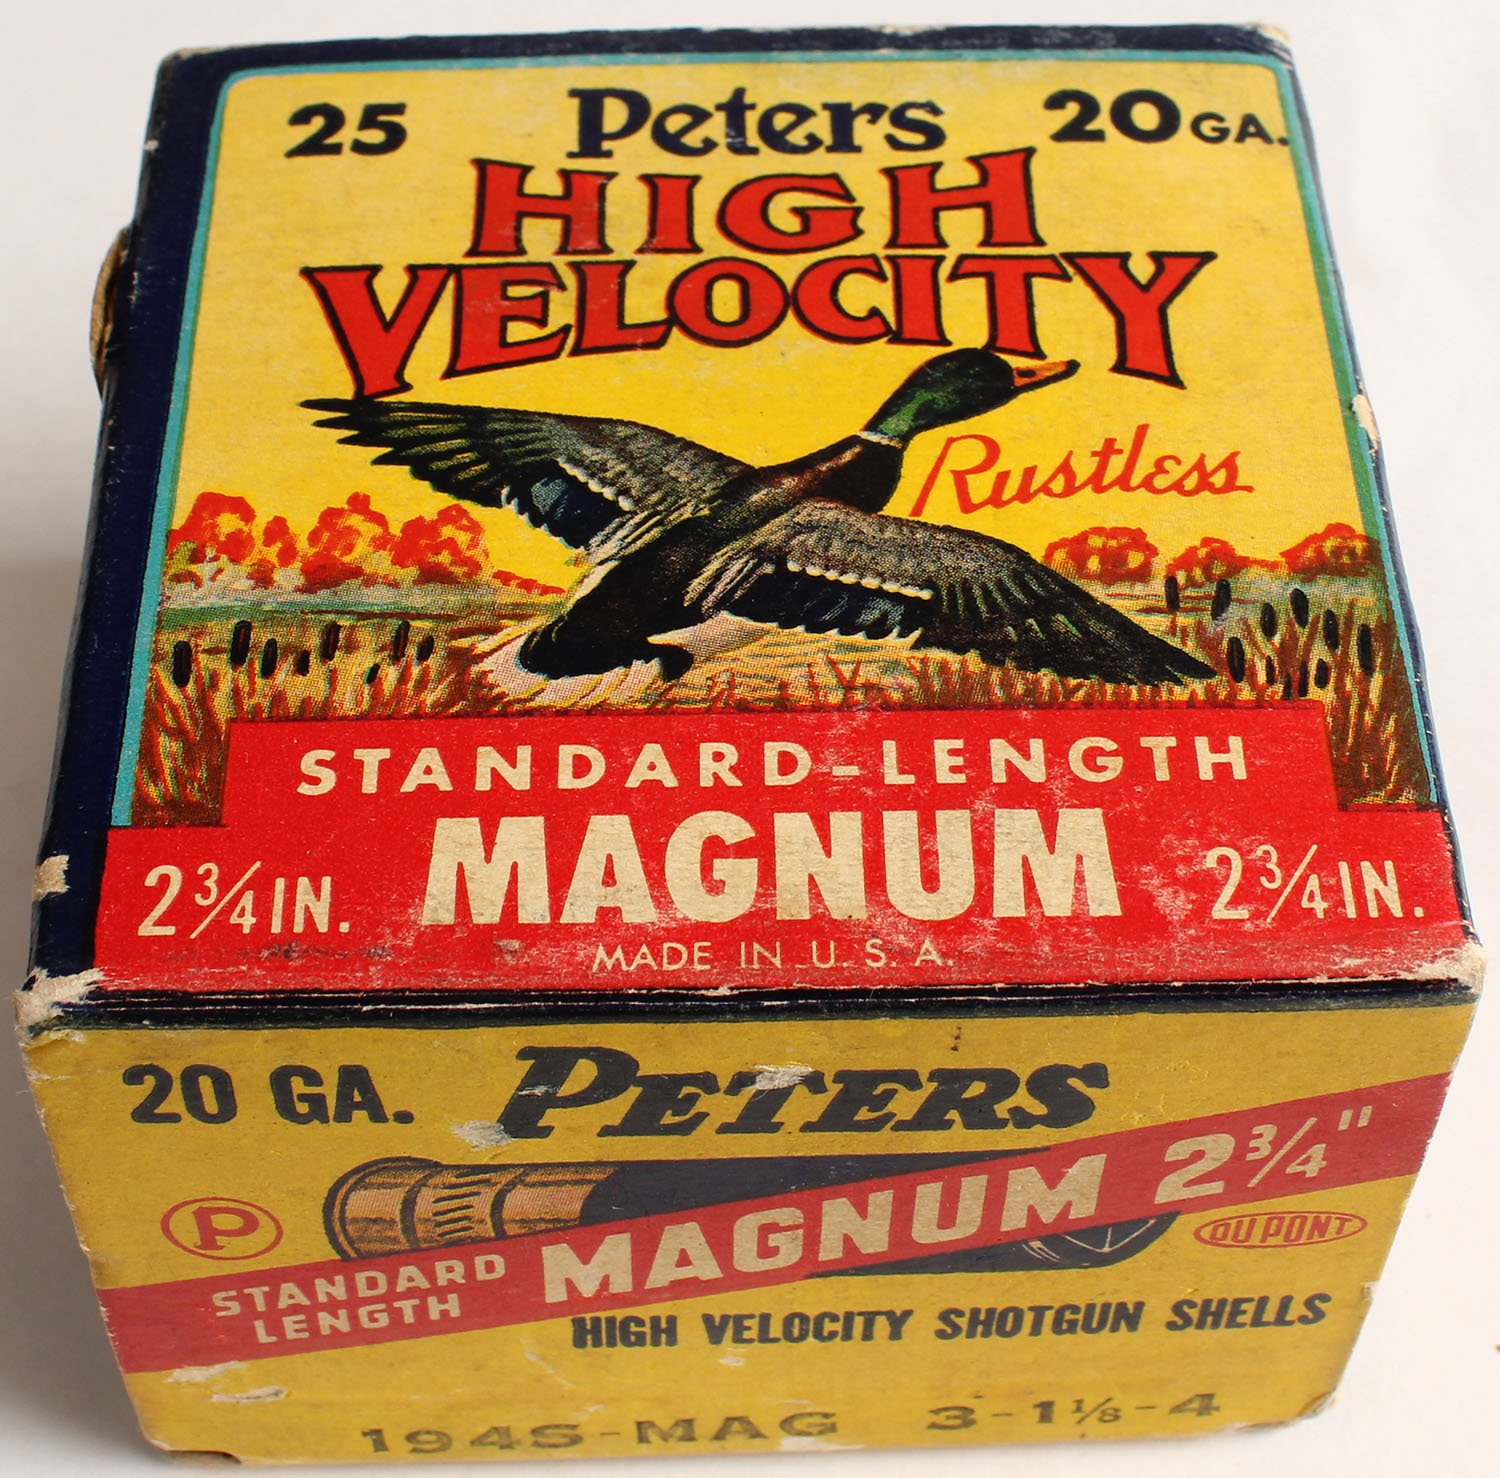 25 Peters 20 GA.
HIGH
VELOCITY
Rustless
STANDARD-LENGTH
2 3/4 IN. MAGNUM 2 3/4 IN.
MADE IN U. S. A.
20 GA. PETERS
P
STANDARD LENGTH MAGNUM 2 3/4"
DU PONT
HIGH VELOCITY SHOTGUN SHELLS
1945-MAG 3-1 1/8-4